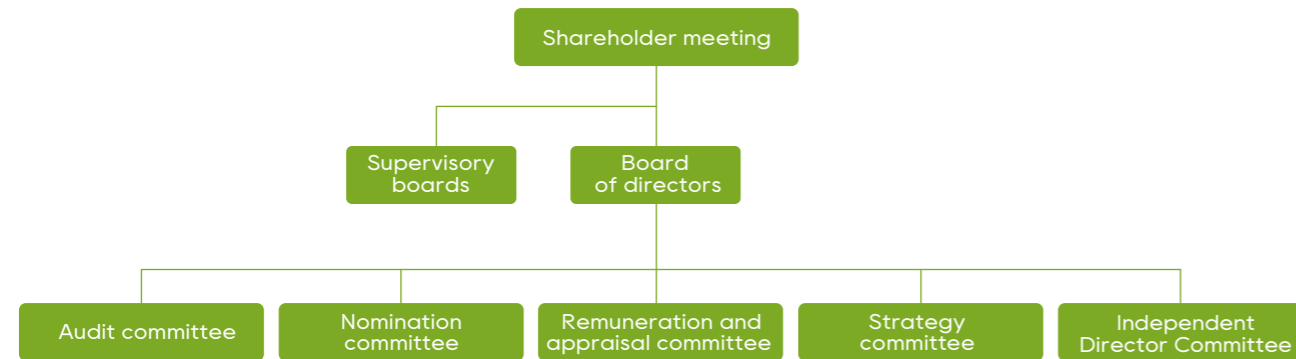 Shareholder meeting
Supervisory
boards
Board
of directors
Audit committee
Nomination
committee
Remuneration and
appraisal committee
Strategy
committee
Independent
Director Committee